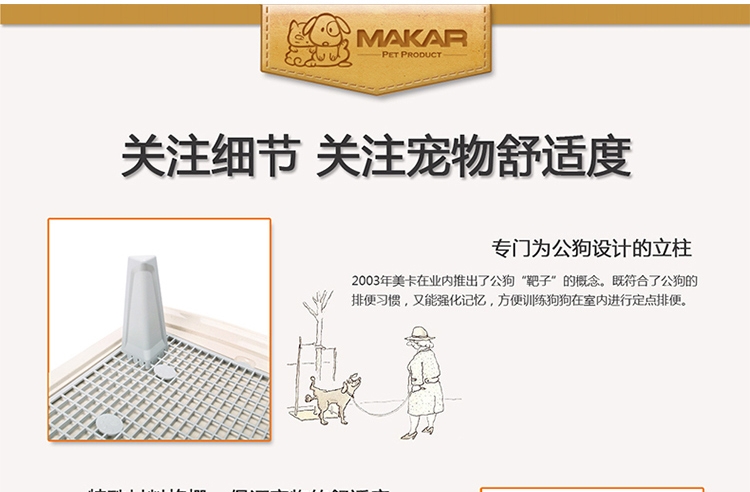 MAKAR
PET PRODUCT
关注细节 关注宠物舒适度
专门为公狗设计的立柱
2003年美卡在业内推出了公狗“靶子”的概念。既符合了公狗的
排便习惯，又能强化记忆，方便训练狗狗在室内进行定点排便。